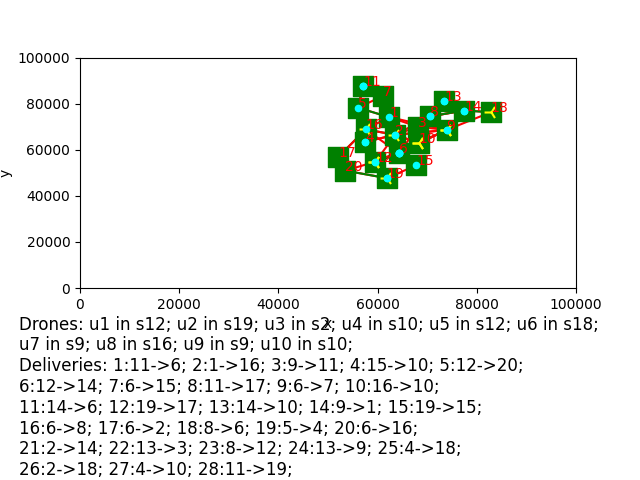 100000
80000
60000
40000
20000
0
y
0 20000 40000 60000 80000 100000
x
Drones: u1 in s12; u2 in s19; u3 in s2; u4 in s10; u5 in s12; u6 in s18;
u7 in s9; u8 in s16; u9 in s9; u10 in s10;
Deliveries: 1:11->6; 2:1->16; 3:9->11; 4:15->10; 5:12->20;
6:12->14; 7:6->15; 8:11->17; 9:6->7; 10:16->10;
11:14->6; 12:19->17; 13:14->10; 14:9->1; 15:19->15;
16:6->8; 17:6->2; 18:8->6; 19:5->4; 20:6->16;
21:2->14; 22:13->3; 23:8->12; 24:13->9; 25:4->18;
26:2->18; 27:4->10; 28:11->19;